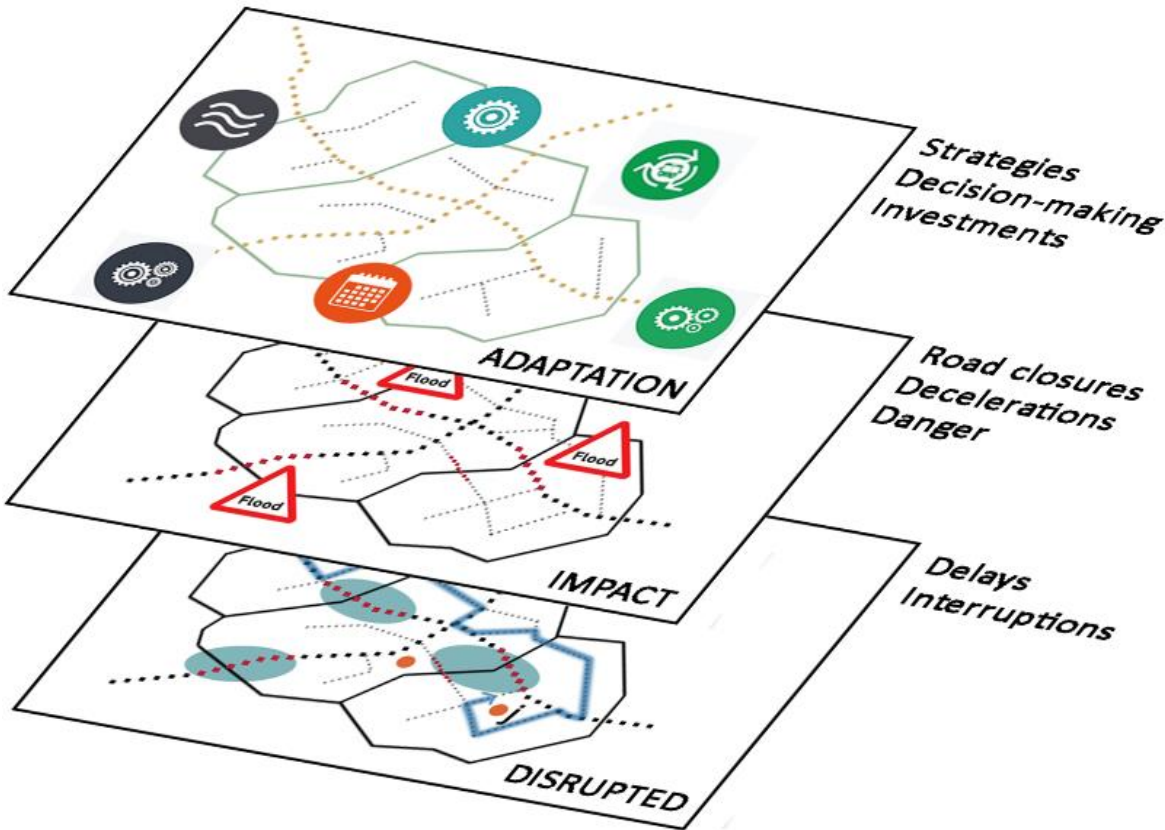 Strategies
Decision-making
Investments
ADAPTATION
Flood
Flood
Flood
Road closures
Decelerations
Danger
IMPACT
Delays
Interruptions
DISRUPTED